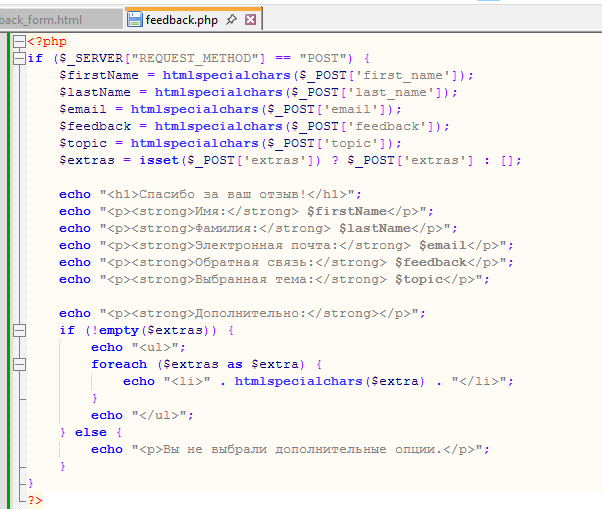 back_form.html feedback.php
<?php
if ($_SERVER["REQUEST_METHOD"] == "POST") {
    $firstName = htmlspecialchars($_POST['first_name']);
    $lastName = htmlspecialchars($_POST['last_name']);
    $email = htmlspecialchars($_POST['email']);
    $feedback = htmlspecialchars($_POST['feedback']);
    $topic = htmlspecialchars($_POST['topic']);
    $extras = isset($_POST['extras']) ? $_POST['extras'] : [];

    echo "<h1>Спасибо за ваш отзыв!</h1>";
    echo "<p><strong>Имя:</strong> $firstName</p>";
    echo "<p><strong>Фамилия:</strong> $lastName</p>";
    echo "<p><strong>Электронная почта:</strong> $email</p>";
    echo "<p><strong>Обратная связь:</strong> $feedback</p>";
    echo "<p><strong>Выбранная тема:</strong> $topic</p>";

    echo "<p><strong>Дополнительно:</strong></p>";
    if (!empty($extras)) {
        echo "<ul>";
        foreach ($extras as $extra) {
            echo "<li>" . htmlspecialchars($extra) . "</li>";
        }
        echo "</ul>";
    } else {
        echo "<p>Вы не выбрали дополнительные опции.</p>";
    }
}
?>